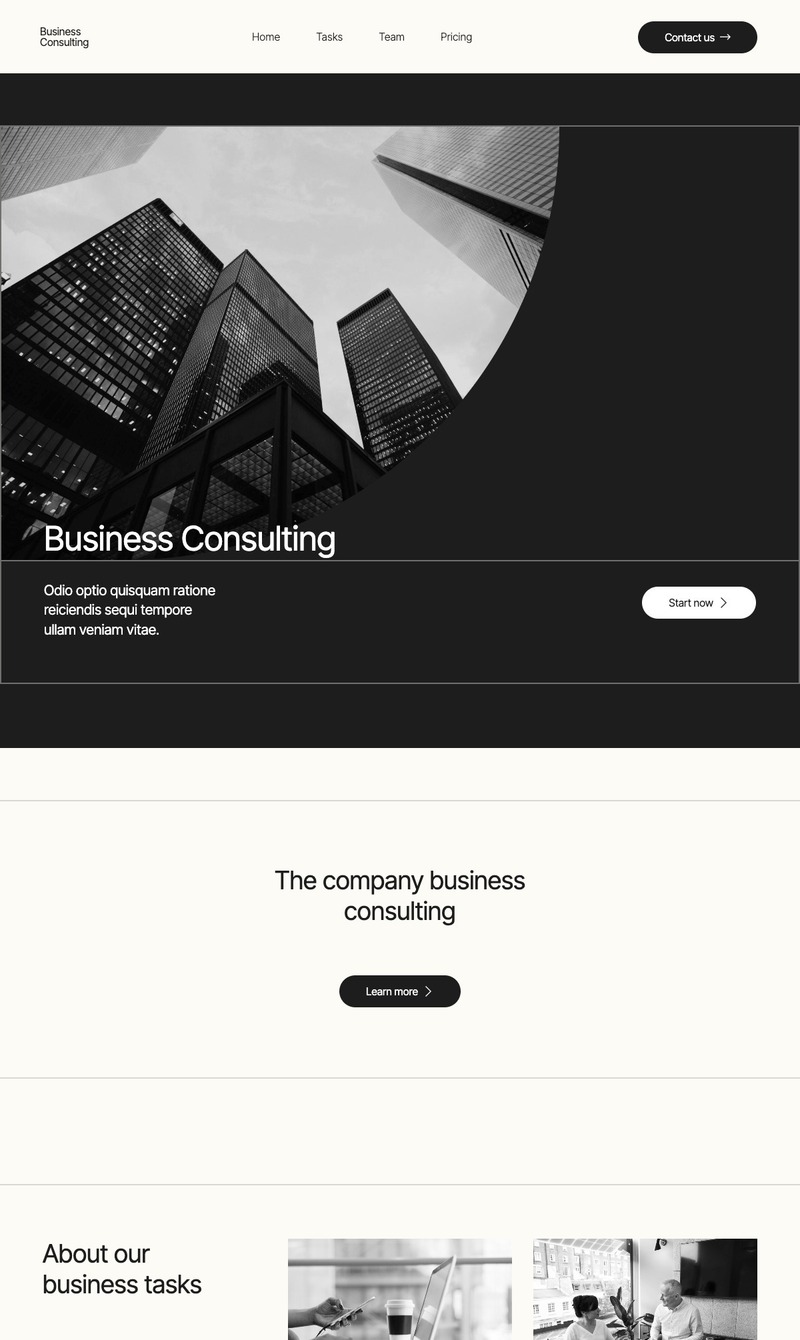 Business
Consulting
Home
Tasks
Team
Pricing
Contact us
Business Consulting
Odio optio quisquam ratione
reiciendis sequi tempore
ullam veniam vitae.
Start now
The company business
consulting
Learn more
About our
business tasks